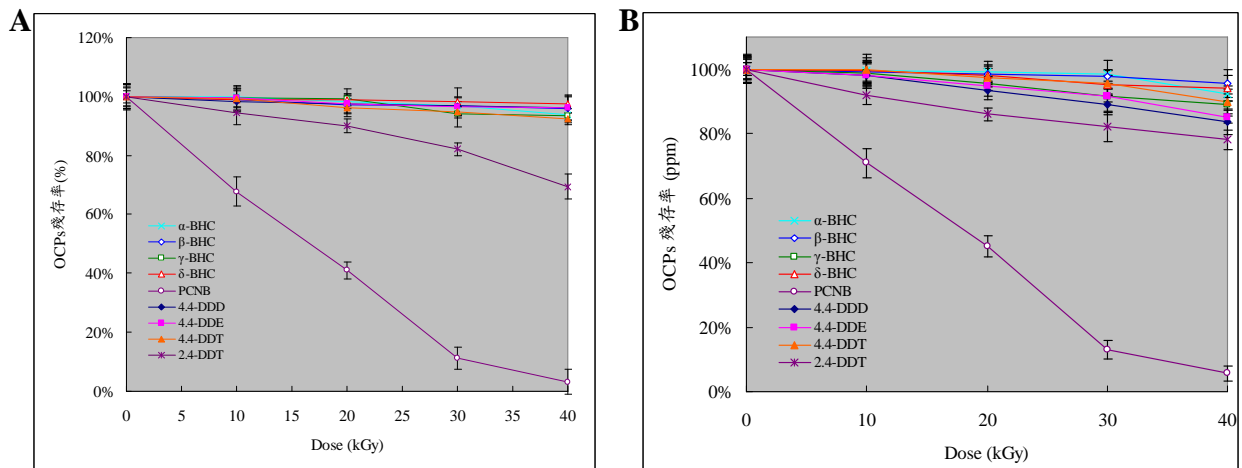 A
OCPs殘存率(%)
120%
100%
80%
60%
40%
20%
0%
α-BHC
β-BHC
γ-BHC
δ-BHC
PCNB
4.4-DDD
4.4-DDE
4.4-DDT
2.4-DDT
0 5 10 15 20 25 30 35 40
Dose (kGy)
B
OCPs 殘存率 (ppm)
100%
80%
60%
40%
20%
0%
α-BHC
β-BHC
γ-BHC
δ-BHC
PCNB
4.4-DDD
4.4-DDE
4.4-DDT
2.4-DDT
0 10 20 30 40
Dose (kGy)